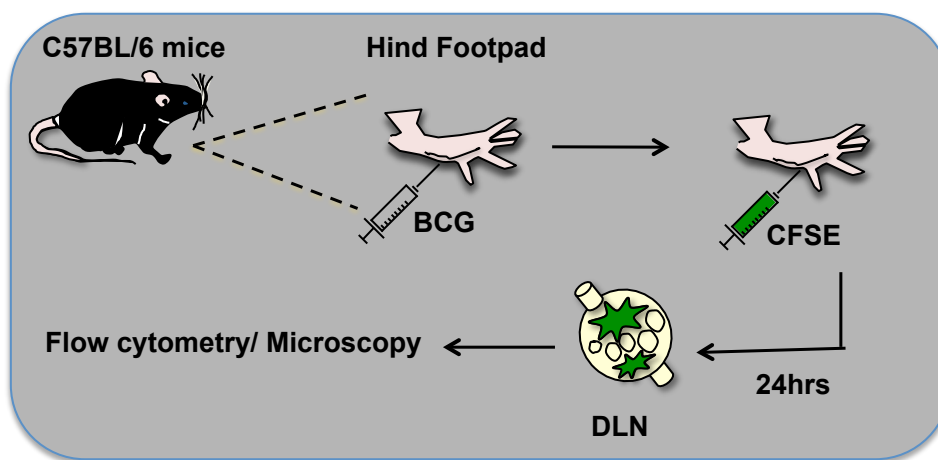 C57BL/6 mice
Hind Footpad
BCG
CFSE
24hrs
DLN
Flow cytometry/ Microscopy